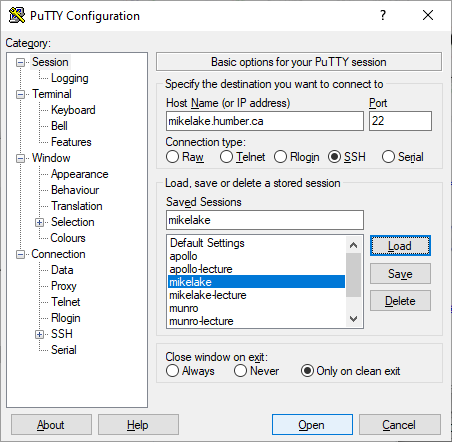 PuTTY Configuration
?
Category:
Session
Logging
Terminal
Keyboard
Bell
Features
Window
Appearance
Behaviour
Translation
Selection
Colours
Connection
Data
Proxy
Telnet
Rlogin
SSH
Serial
Basic options for your PuTTY session
Specify the destination you want to connect to
Host Name (or IP address) Port
mikelake.humber.ca 22
Connection type:
Raw Telnet Rlogin SSH Serial
Load, save or delete a stored session
Saved Sessions
mikelake
Default Settings
apollo
apollo-lecture
mikelake
mikelake-lecture
munro
munro-lecture
Load
Save
Delete
Close window on exit:
Always Never Only on clean exit
About Help Open Cancel